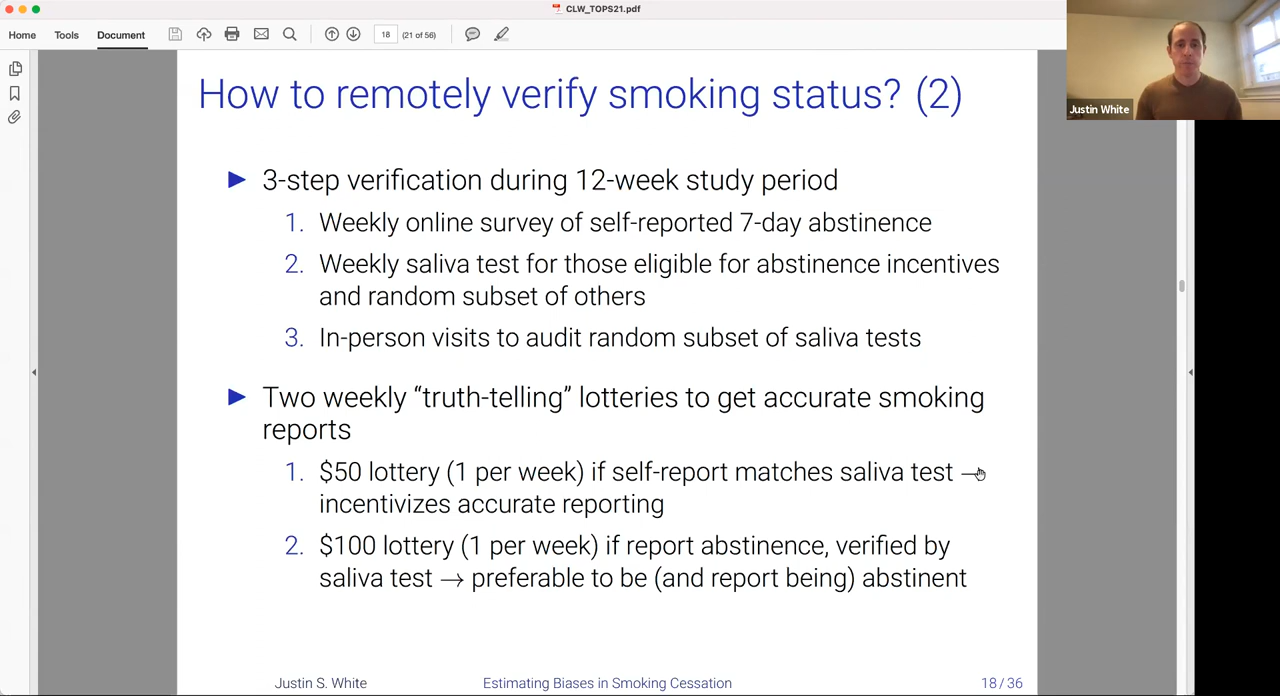 CLW_TOPS21.pdf
Home Tools Document 18 (21 of 56)
How to remotely verify smoking status? (2)
Justin White
▶ 3-step verification during 12-week study period
1. Weekly online survey of self-reported 7-day abstinence
2. Weekly saliva test for those eligible for abstinence incentives
and random subset of others
3. In-person visits to audit random subset of saliva tests
▶ Two weekly “truth-telling” lotteries to get accurate smoking
reports
1. $50 lottery (1 per week) if self-report matches saliva test →
incentivizes accurate reporting
2. $100 lottery (1 per week) if report abstinence, verified by
saliva test → preferable to be (and report being) abstinent
Justin S. White Estimating Biases in Smoking Cessation 18 / 36